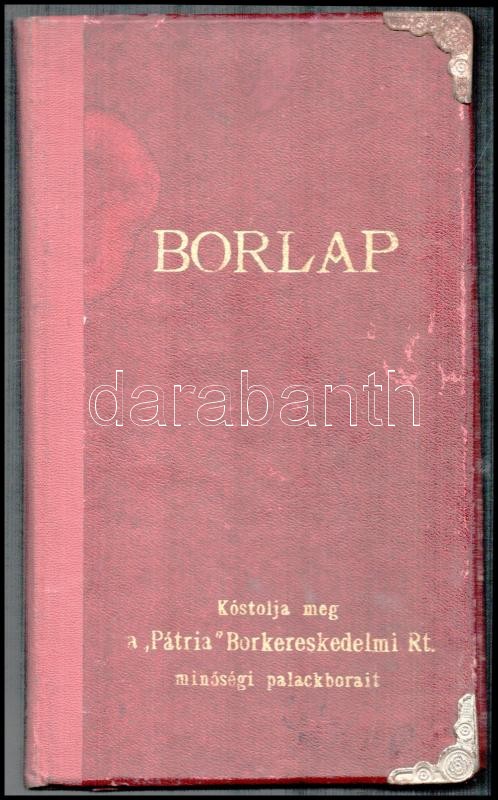 BORLAP
darabanth
Kóstolja meg
a „Pátria" Borkereskedelmi Rt.
minőségi palackborait